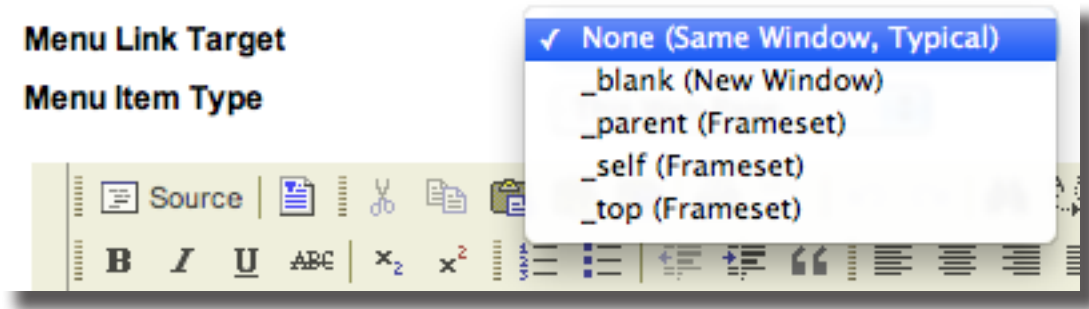 Menu Link Target
✓ None (Same Window, Typical)
_blank (New Window)
Menu Item Type
_parent (Frameset)
_self (Frameset)
_top (Frameset)
Source
B I U ABC x₂ x²